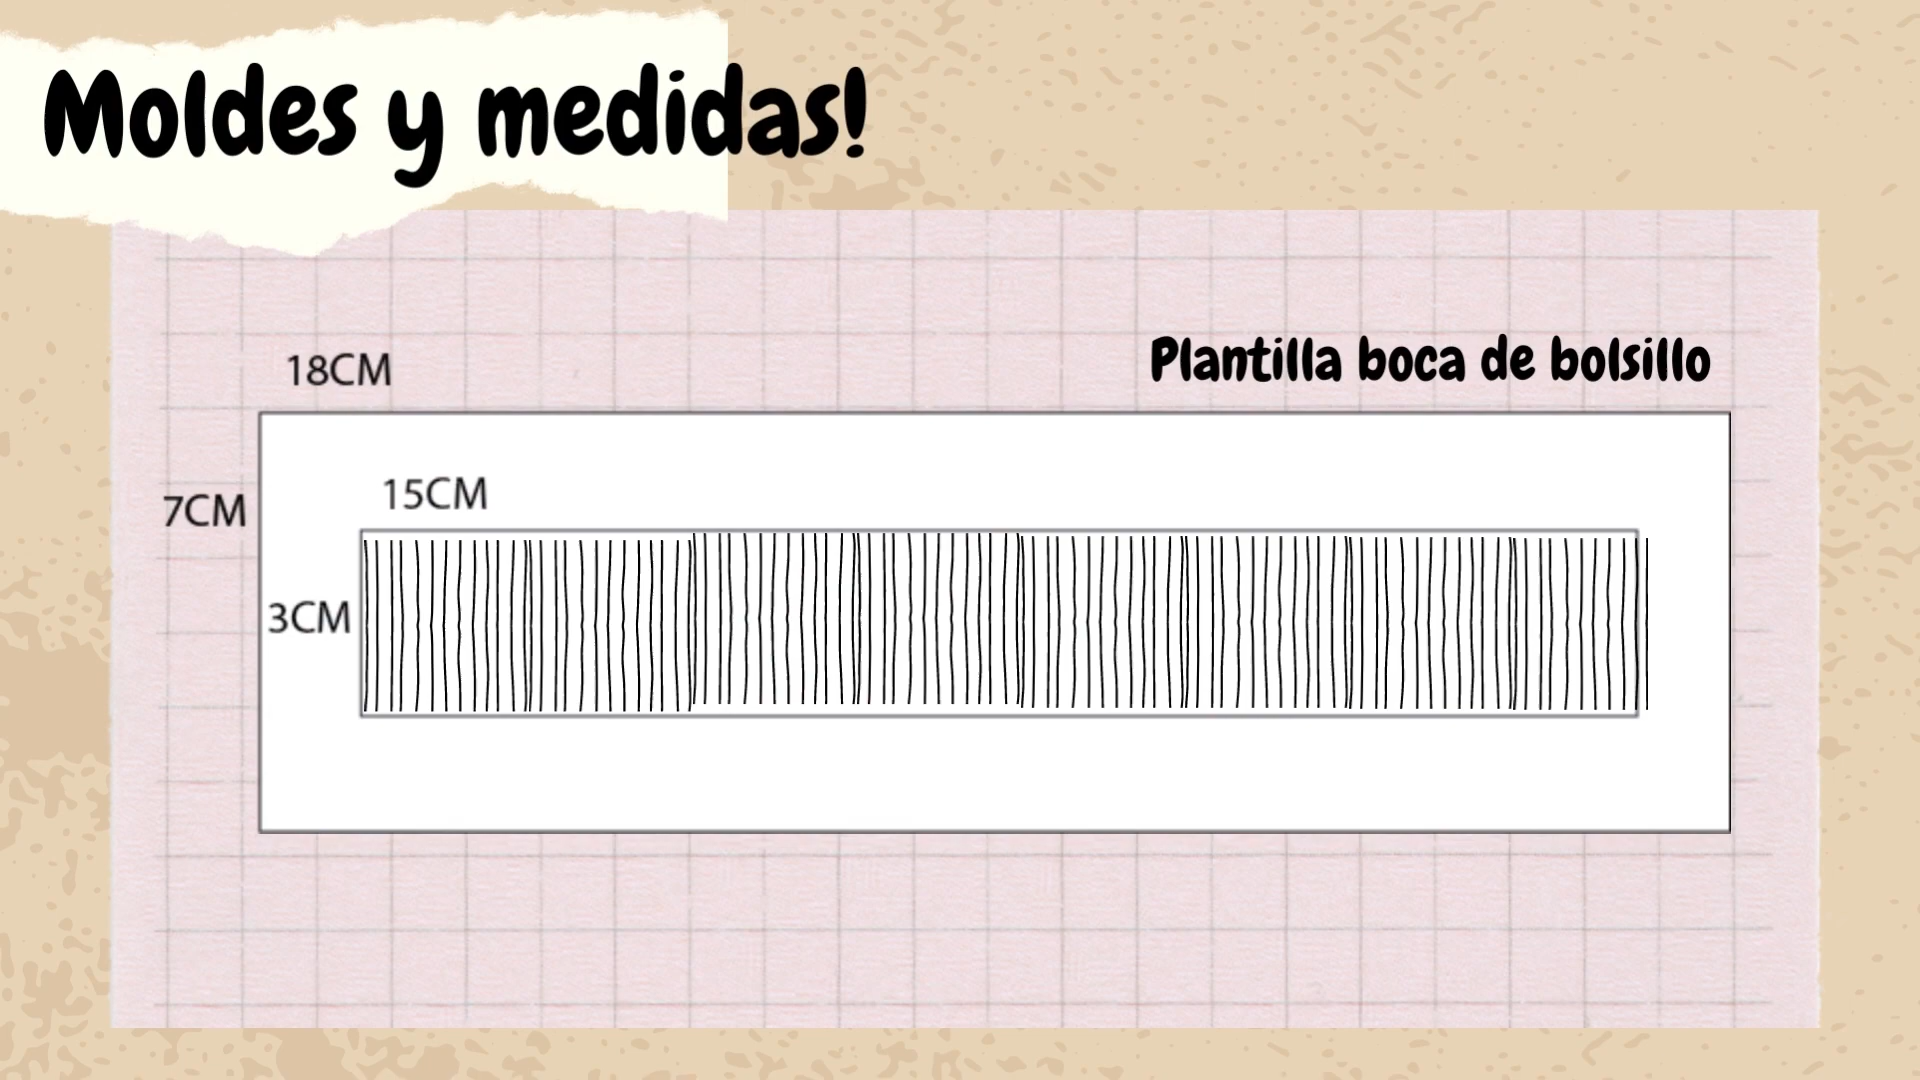 Moldes y medidas!
Plantilla boca de bolsillo
18CM
15CM
7CM
3CM